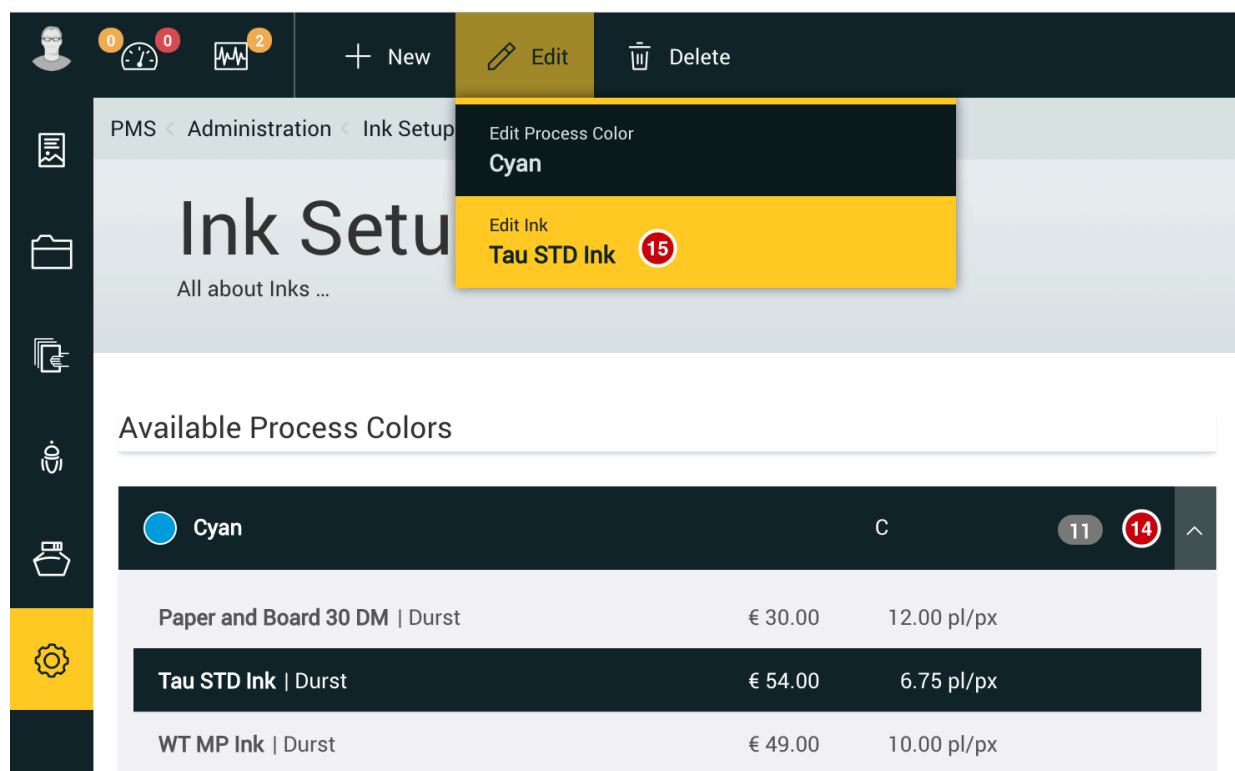 0 0 2 New Edit Delete
PMS < Administration < Ink Setup
Edit Process Color
Cyan
Edit Ink
Tau STD Ink 15
Ink Setu
All about Inks ...
Available Process Colors
Cyan C 11 14
Paper and Board 30 DM | Durst € 30.00 12.00 pl/px
Tau STD Ink | Durst € 54.00 6.75 pl/px
WT MP Ink | Durst € 49.00 10.00 pl/px